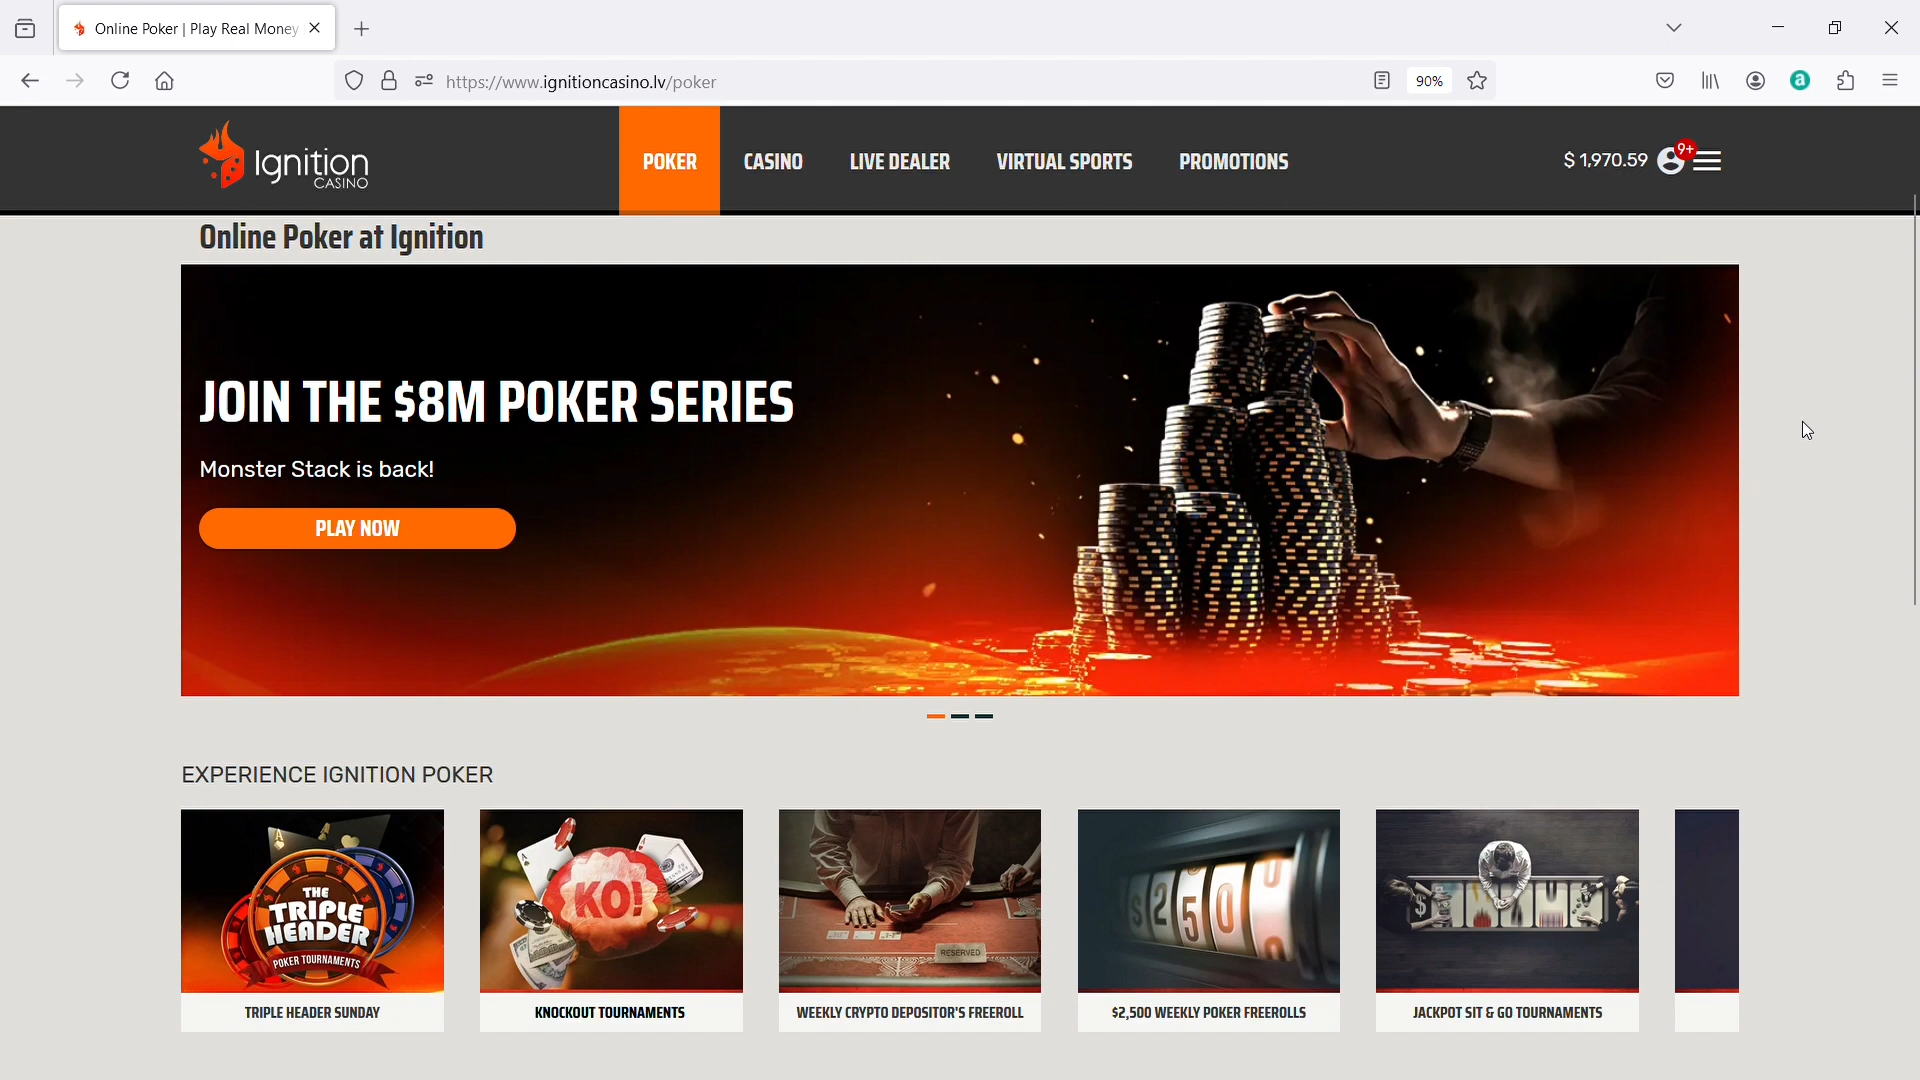 Online Poker | Play Real Money
https://www.ignitioncasino.lv/poker
90%
Ignition
CASINO
POKER
CASINO
LIVE DEALER
VIRTUAL SPORTS
PROMOTIONS
$ 1,970.59
9+
Online Poker at Ignition
JOIN THE $8M POKER SERIES
Monster Stack is back!
PLAY NOW
EXPERIENCE IGNITION POKER
THE
TRIPLE
HEADER
POKER TOURNAMENTS
KO!
RESERVED
$250
TRIPLE HEADER SUNDAY
KNOCKOUT TOURNAMENTS
WEEKLY CRYPTO DEPOSITOR'S FREEROLL
$2,500 WEEKLY POKER FREEROLLS
JACKPOT SIT & GO TOURNAMENTS